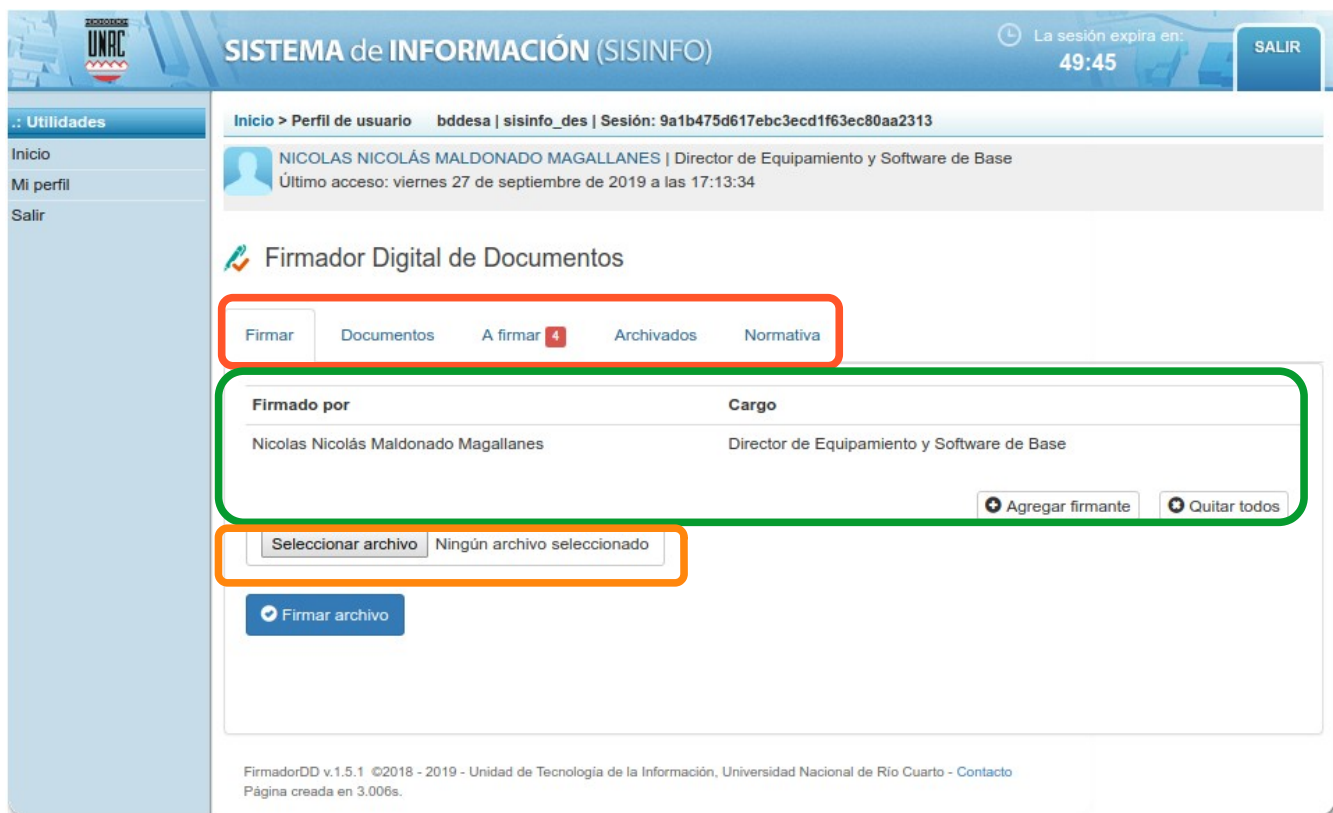 UNRC
SISTEMA de INFORMACIÓN (SISINFO)
La sesión expira en:
49:45
SALIR
.: Utilidades
Inicio
Mi perfil
Salir
Inicio > Perfil de usuario bddesa | sisinfo_des | Sesión: 9a1b475d617ebc3ecd1f63ec80aa2313
NICOLAS NICOLÁS MALDONADO MAGALLANES | Director de Equipamiento y Software de Base
Último acceso: viernes 27 de septiembre de 2019 a las 17:13:34
Firmador Digital de Documentos
Firmar Documentos A firmar 4 Archivados Normativa
Firmado por Cargo
Nicolas Nicolás Maldonado Magallanes Director de Equipamiento y Software de Base
Agregar firmante Quitar todos
Seleccionar archivo Ningún archivo seleccionado
Firmar archivo
FirmadorDD v.1.5.1 ©2018 - 2019 - Unidad de Tecnología de la Información, Universidad Nacional de Río Cuarto - Contacto
Página creada en 3.006s.